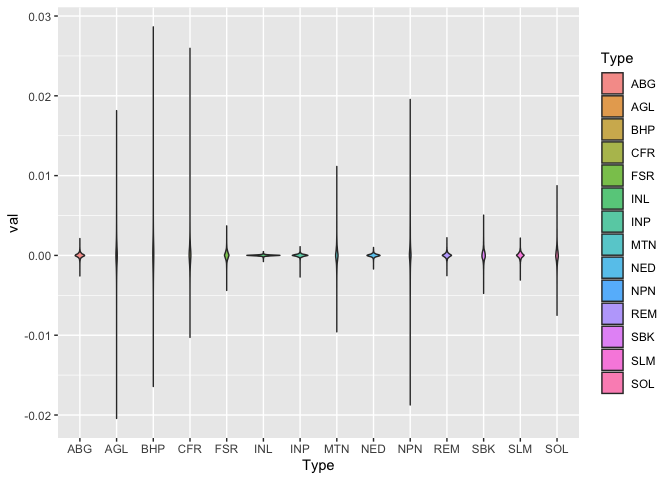 0.03
0.02
0.01
0.00
-0.01
-0.02
val
ABG AGL BHP CFR FSR INL INP MTN NED NPN REM SBK SLM SOL
Type
Type
ABG
AGL
BHP
CFR
FSR
INL
INP
MTN
NED
NPN
REM
SBK
SLM
SOL